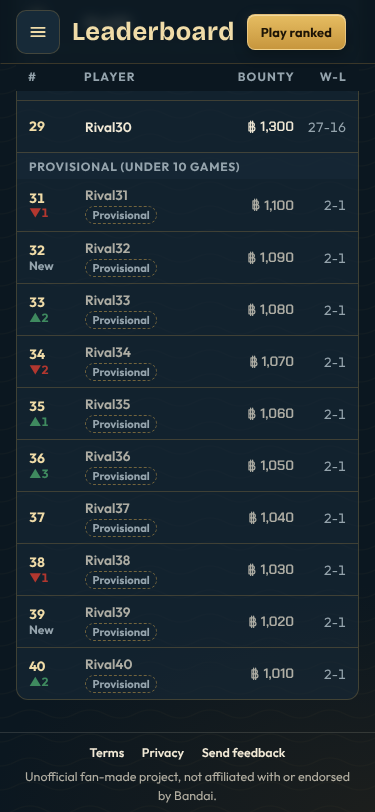 Leaderboard
Play ranked
# PLAYER BOUNTY W-L
29 Rival30 ฿ 1,300 27-16
PROVISIONAL (UNDER 10 GAMES)
31 Rival31 ฿ 1,100 2-1
▼1 Provisional
32 Rival32 ฿ 1,090 2-1
New Provisional
33 Rival33 ฿ 1,080 2-1
▲2 Provisional
34 Rival34 ฿ 1,070 2-1
▼2 Provisional
35 Rival35 ฿ 1,060 2-1
▲1 Provisional
36 Rival36 ฿ 1,050 2-1
▲3 Provisional
37 Rival37 ฿ 1,040 2-1
Provisional
38 Rival38 ฿ 1,030 2-1
▼1 Provisional
39 Rival39 ฿ 1,020 2-1
New Provisional
40 Rival40 ฿ 1,010 2-1
▲2 Provisional
Terms Privacy Send feedback
Unofficial fan-made project, not affiliated with or endorsed
by Bandai.